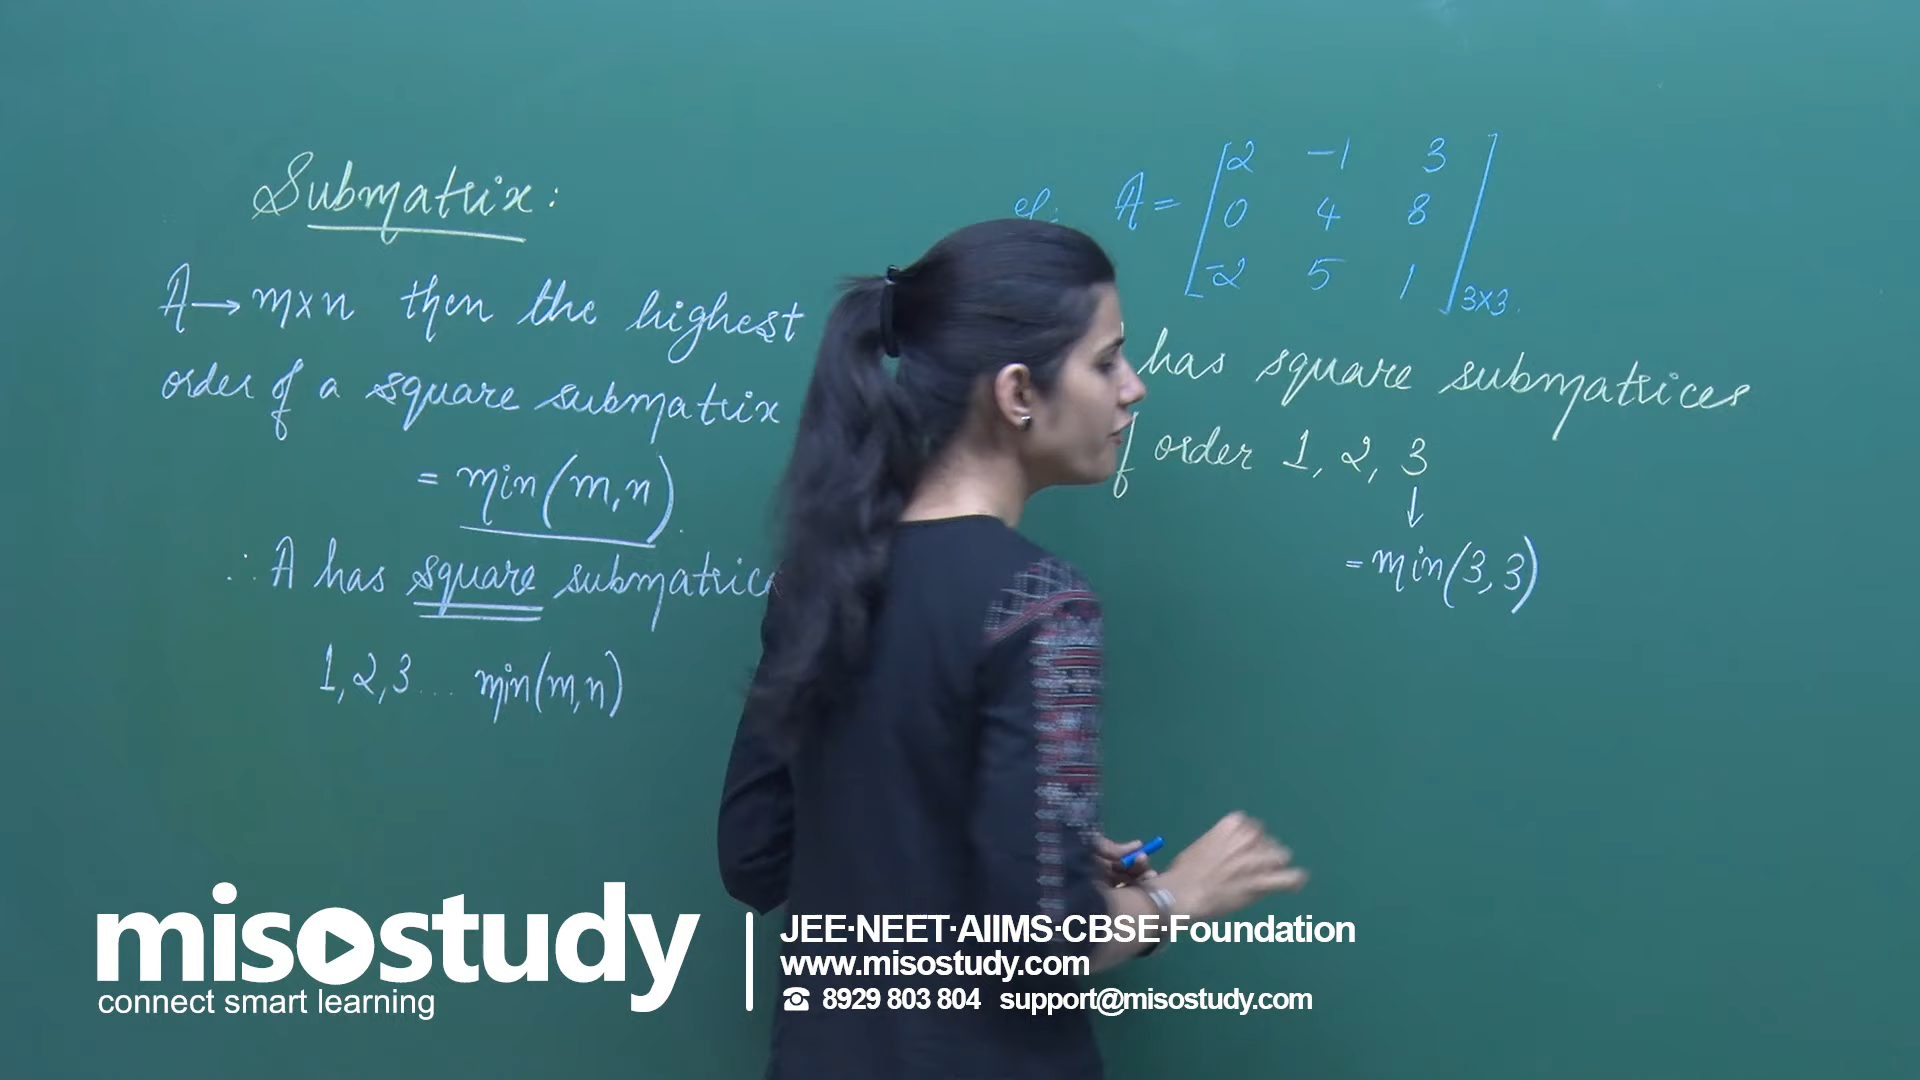 Submatrix:
A → m×n then the highest
order of a square submatrix
= min(m,n).
∴ A has square submatric
1, 2, 3 .... min(m,n)
A = [2 -1 3
0 4 8
-2 5 1] 3×3.
has square submatrices
order 1, 2, 3
↓
= min(3,3)
misostudy
connect smart learning
JEE·NEET·AIIMS·CBSE·Foundation
www.misostudy.com
☎ 8929 803 804 support@misostudy.com